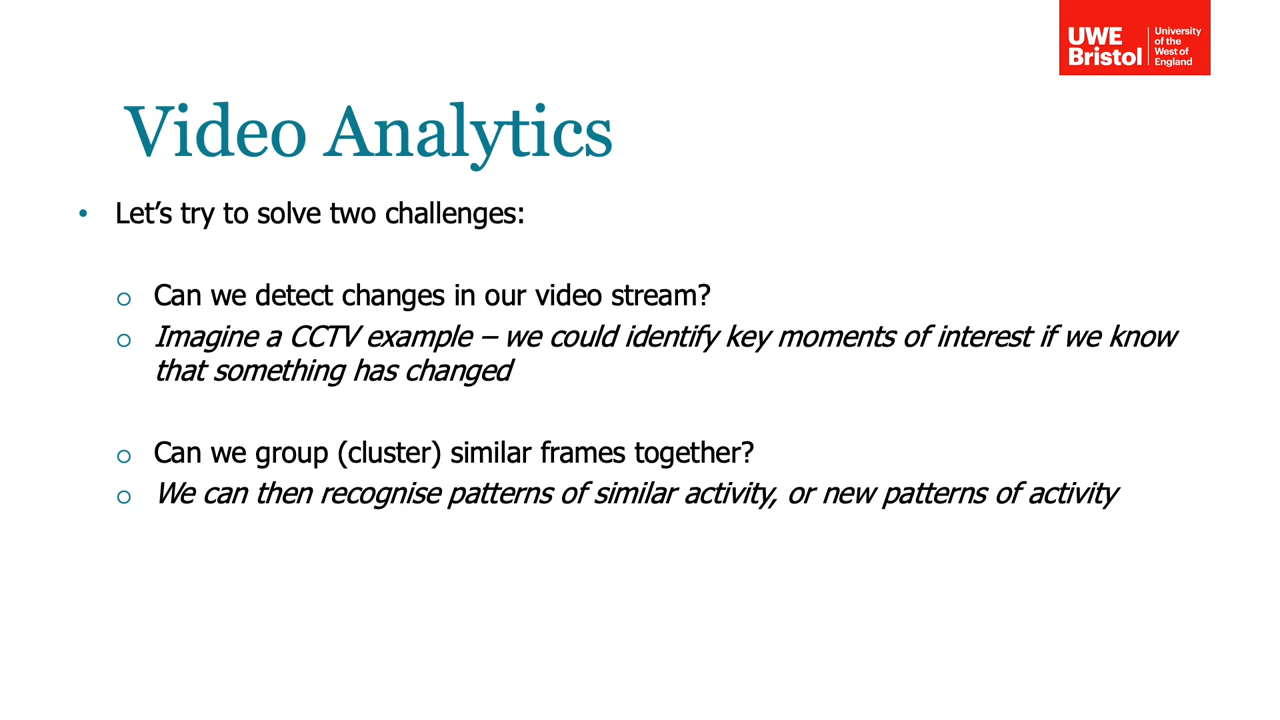 UWE
Bristol
University
of the
West of
England
Video Analytics
• Let’s try to solve two challenges:
o Can we detect changes in our video stream?
o Imagine a CCTV example – we could identify key moments of interest if we know
that something has changed
o Can we group (cluster) similar frames together?
o We can then recognise patterns of similar activity, or new patterns of activity